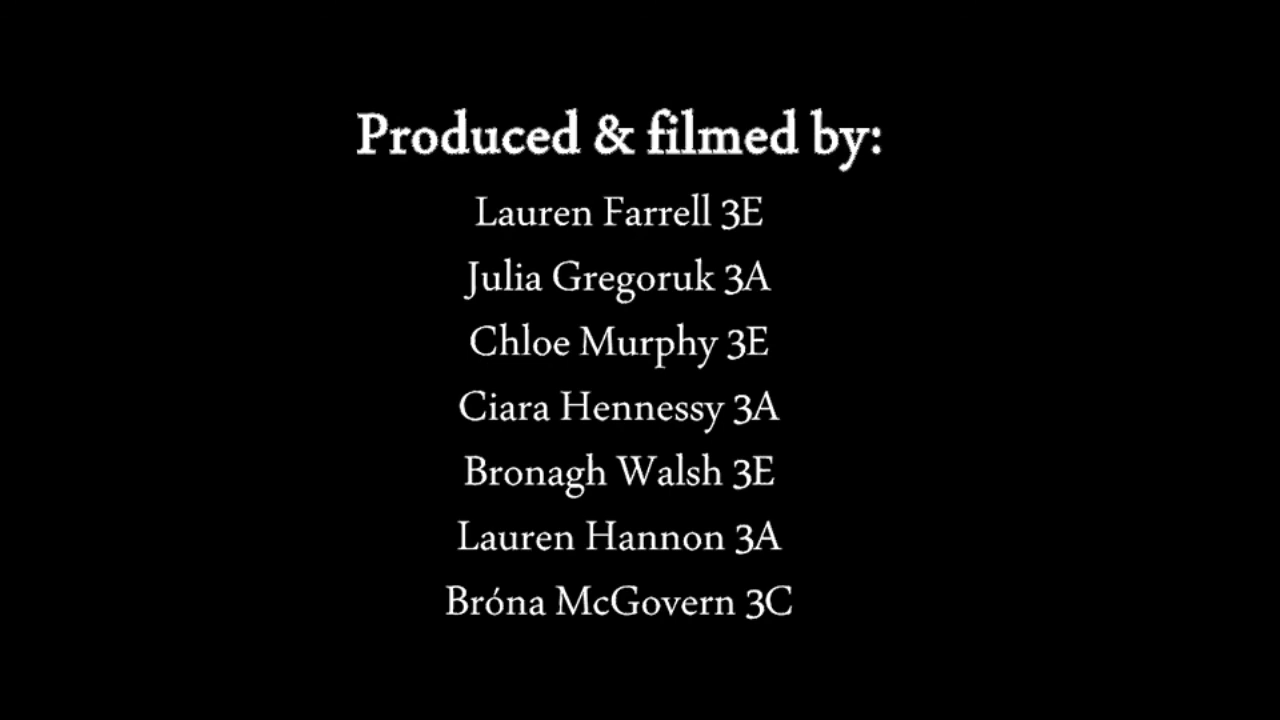 Produced & filmed by:
Lauren Farrell 3E
Julia Gregoruk 3A
Chloe Murphy 3E
Ciara Hennessy 3A
Bronagh Walsh 3E
Lauren Hannon 3A
Bróna McGovern 3C